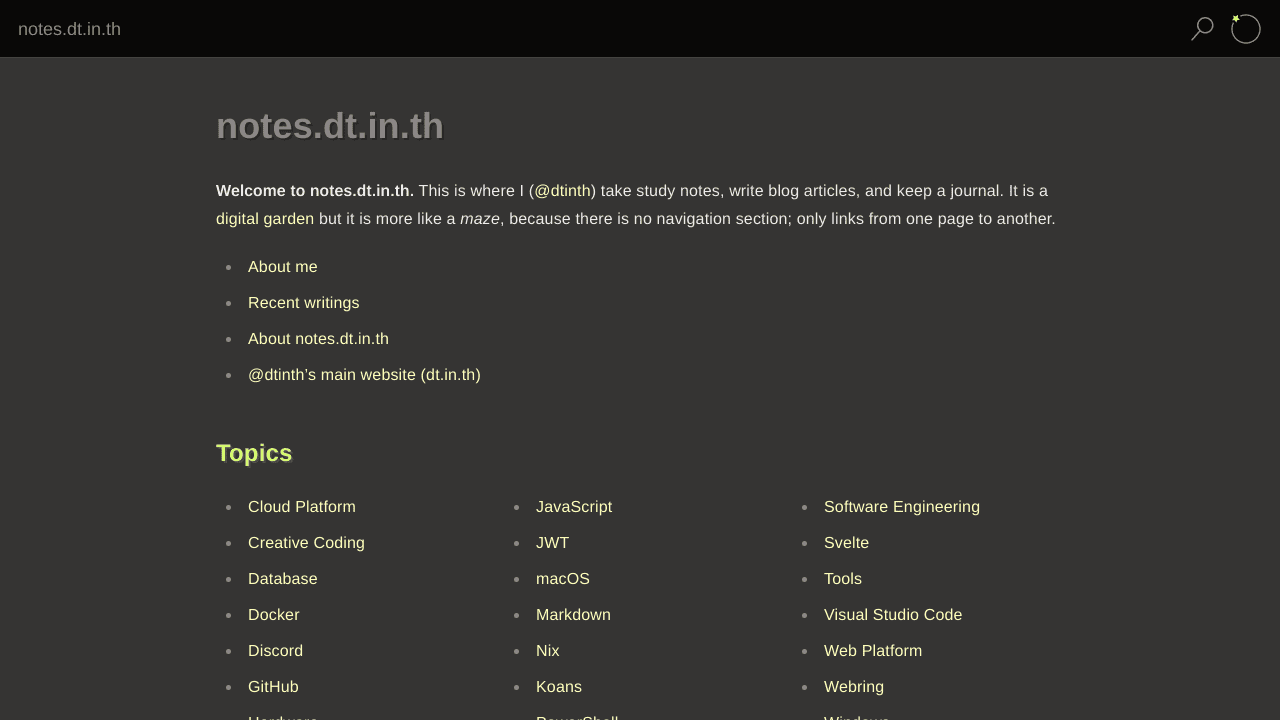 notes.dt.in.th
notes.dt.in.th
Welcome to notes.dt.in.th. This is where I (@dtinth) take study notes, write blog articles, and keep a journal. It is a
digital garden but it is more like a maze, because there is no navigation section; only links from one page to another.
About me
Recent writings
About notes.dt.in.th
@dtinth’s main website (dt.in.th)
Topics
Cloud Platform
Creative Coding
Database
Docker
Discord
GitHub
Hardware
JavaScript
JWT
macOS
Markdown
Nix
Koans
PowerShell
Software Engineering
Svelte
Tools
Visual Studio Code
Web Platform
Webring
Windows